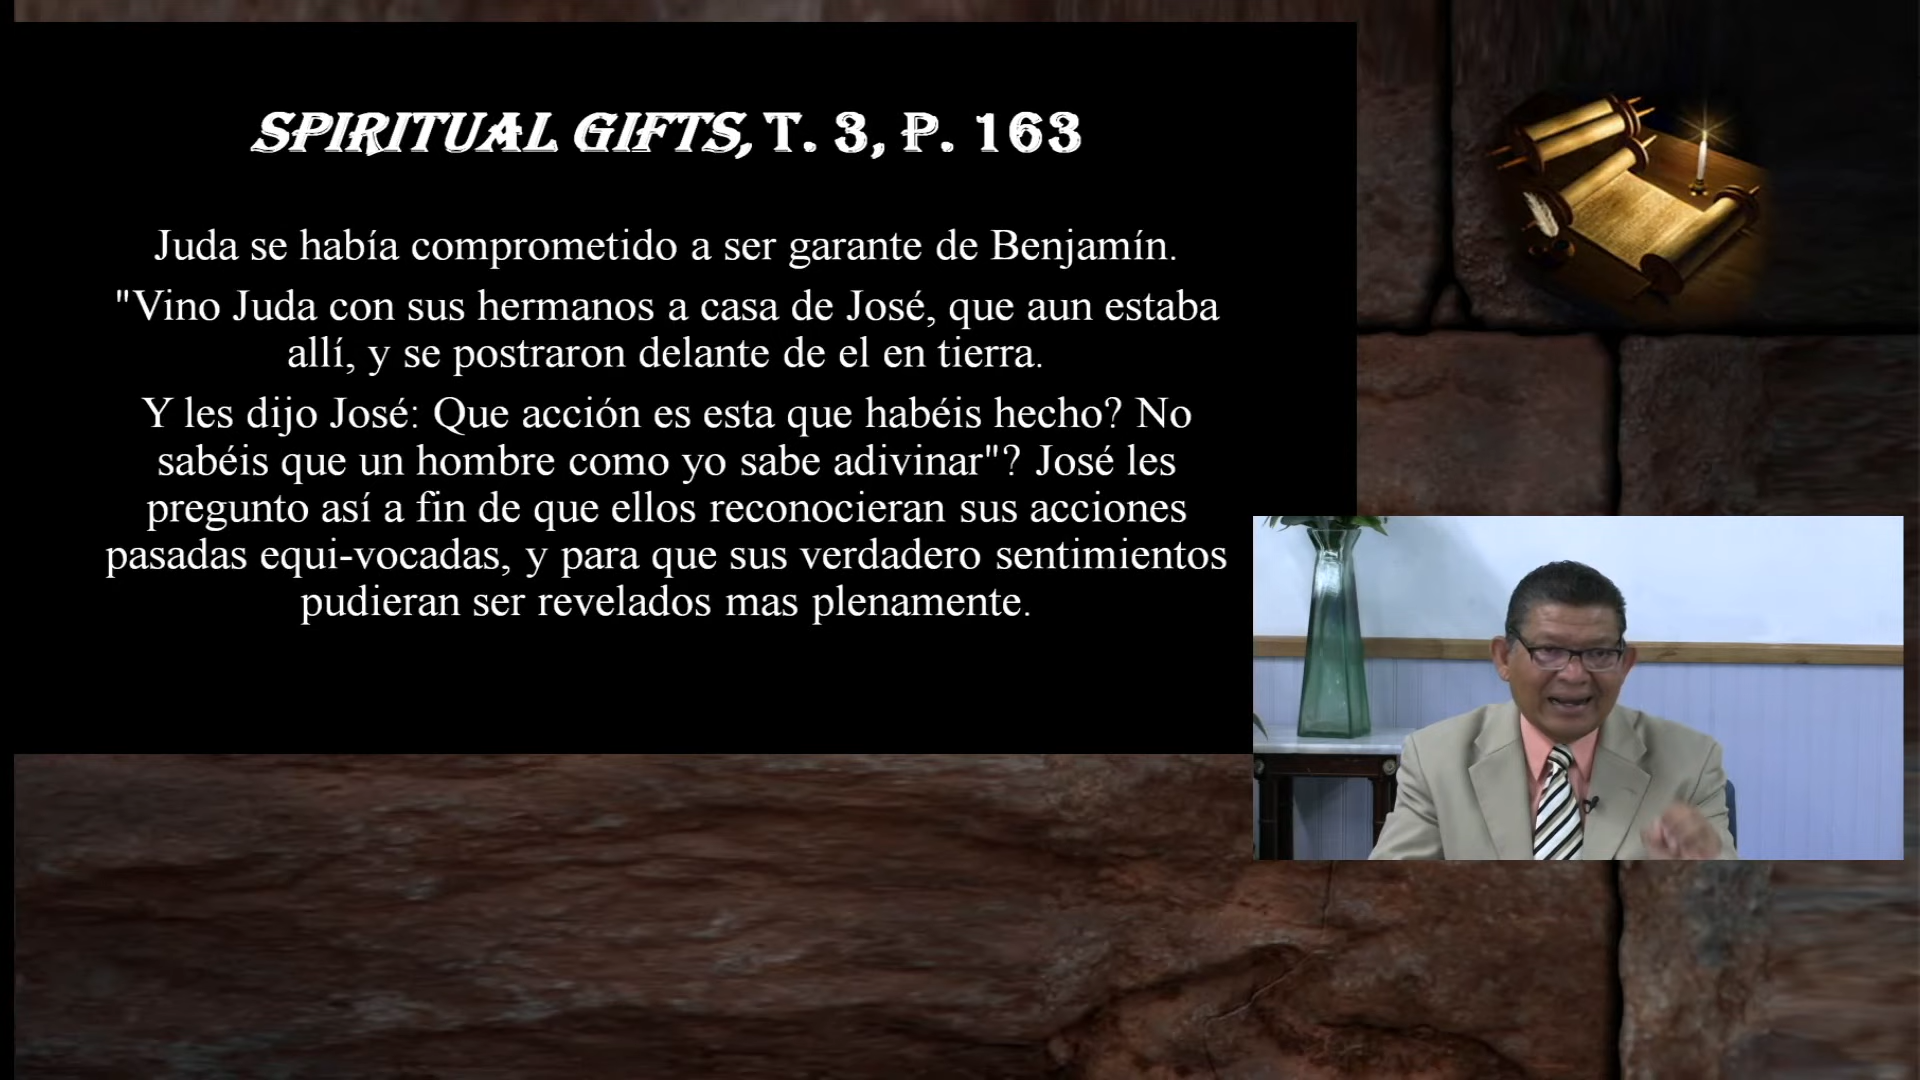 SPIRITUAL GIFTS, T. 3, P. 163
Juda se había comprometido a ser garante de Benjamín.
"Vino Juda con sus hermanos a casa de José, que aun estaba
allí, y se postraron delante de el en tierra.
Y les dijo José: Que acción es esta que habéis hecho? No
sabéis que un hombre como yo sabe adivinar"? José les
pregunto así a fin de que ellos reconocieran sus acciones
pasadas equi-vocadas, y para que sus verdadero sentimientos
pudieran ser revelados mas plenamente.